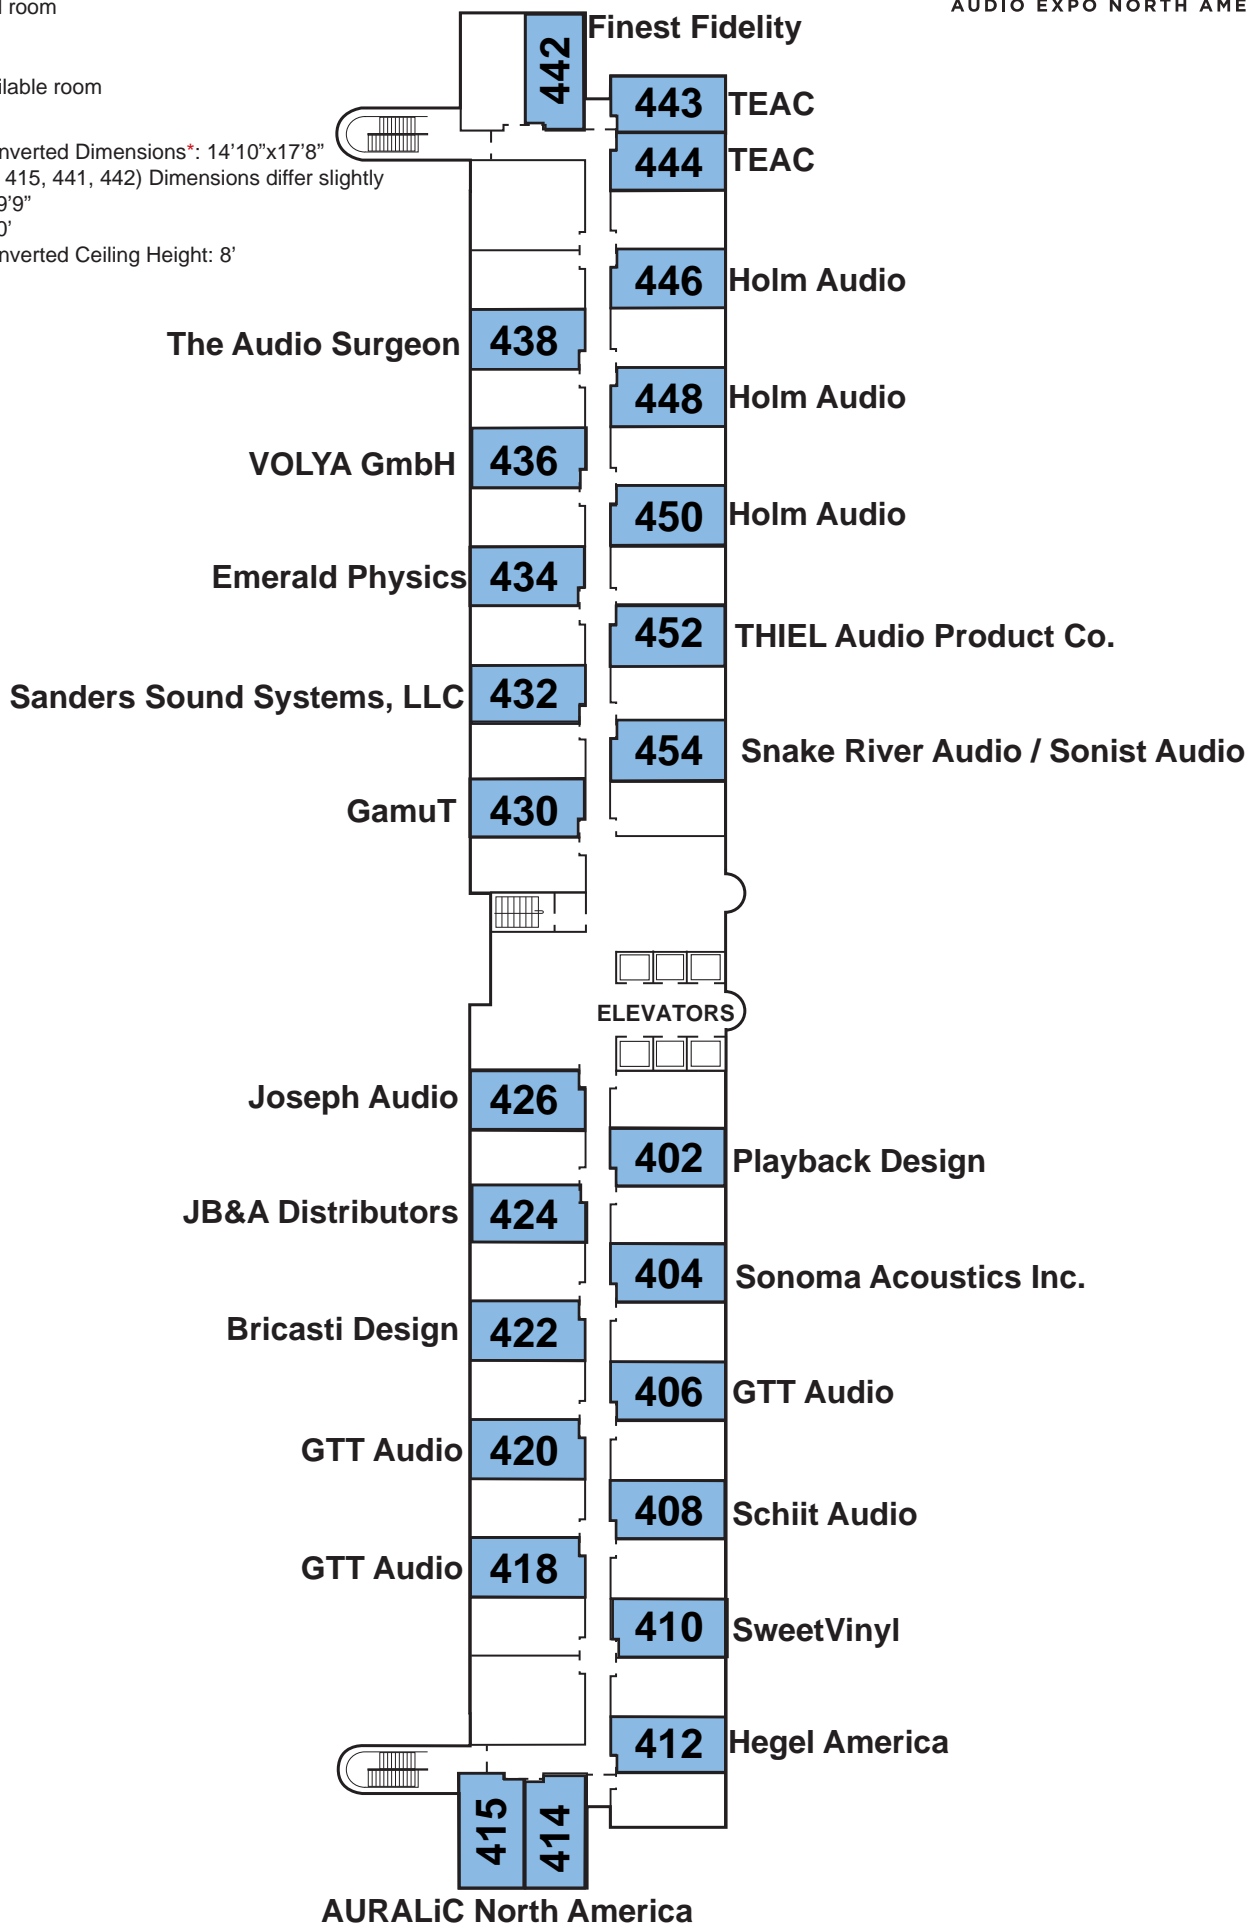 room
AUDIO EXPO NORTH AME
room
Dimensions*: 14'10"x17'8"
415, 441, 442) Dimensions differ slightly
9'9"
0'
Ceiling Height: 8'
Finest Fidelity
442
443 TEAC
444 TEAC
446 Holm Audio
The Audio Surgeon 438
448 Holm Audio
VOLYA GmbH 436
450 Holm Audio
Emerald Physics 434
452 THIEL Audio Product Co.
Sanders Sound Systems, LLC 432
454 Snake River Audio / Sonist Audio
GamuT 430
ELEVATORS
Joseph Audio 426
402 Playback Design
JB&A Distributors 424
404 Sonoma Acoustics Inc.
Bricasti Design 422
406 GTT Audio
GTT Audio 420
408 Schiit Audio
GTT Audio 418
410 SweetVinyl
412 Hegel America
415 414
AURALiC North America